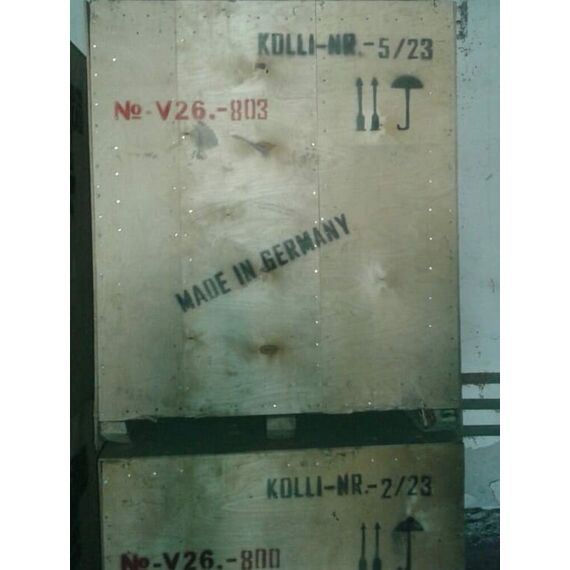 KOLLI-NR.-5/23
№-V26.-803
MADE IN GERMANY
KOLLI-NR.-2/23
№-V26.-800